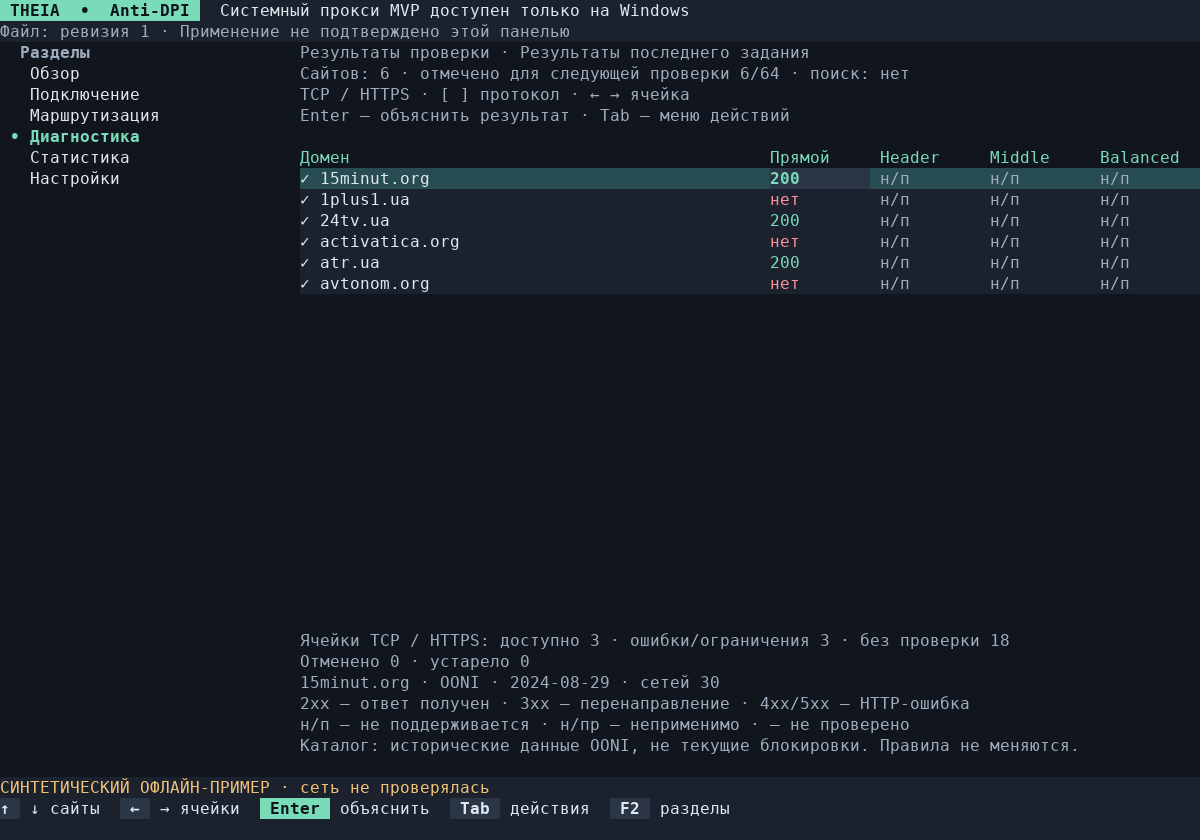 THEIA • Anti-DPI Системный прокси MVP доступен только на Windows
Файл: ревизия 1 · Применение не подтверждено этой панелью
Разделы
Обзор
Подключение
Маршрутизация
• Диагностика
Статистика
Настройки
Результаты проверки · Результаты последнего задания
Сайтов: 6 · отмечено для следующей проверки 6/64 · поиск: нет
TCP / HTTPS · [ ] протокол · ← → ячейка
Enter — объяснить результат · Tab — меню действий
Домен Прямой Header Middle Balanced
✓ 15minut.org 200 н/п н/п н/п
✓ 1plus1.ua нет н/п н/п н/п
✓ 24tv.ua 200 н/п н/п н/п
✓ activatica.org нет н/п н/п н/п
✓ atr.ua 200 н/п н/п н/п
✓ avtonom.org нет н/п н/п н/п
Ячейки TCP / HTTPS: доступно 3 · ошибки/ограничения 3 · без проверки 18
Отменено 0 · устарело 0
15minut.org · OONI · 2024-08-29 · сетей 30
2xx — ответ получен · 3xx — перенаправление · 4xx/5xx — HTTP-ошибка
н/п — не поддерживается · н/пр — неприменимо · — не проверено
Каталог: исторические данные OONI, не текущие блокировки. Правила не меняются.
СИНТЕТИЧЕСКИЙ ОФЛАЙН-ПРИМЕР · сеть не проверялась
↑ ↓ сайты ← → ячейки Enter объяснить Tab действия F2 разделы